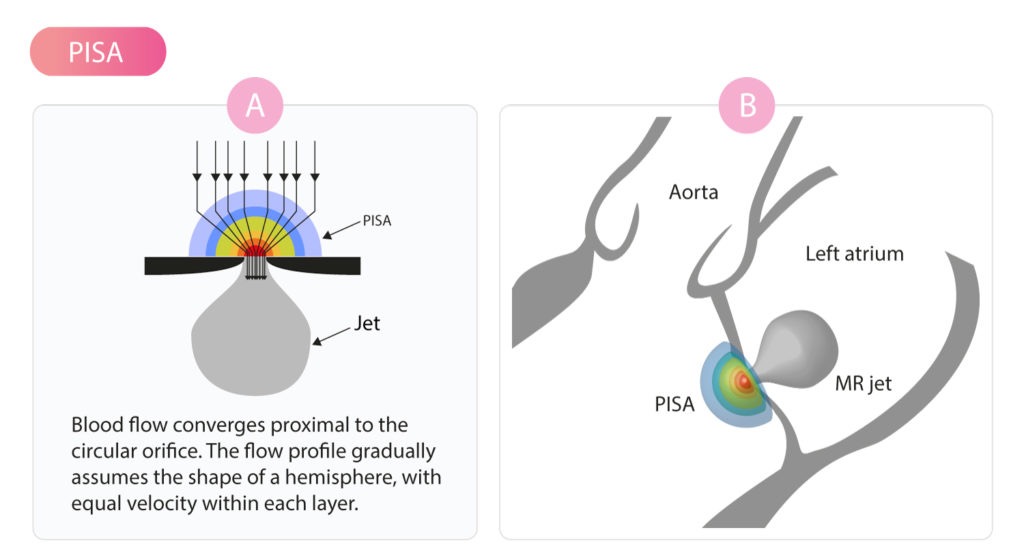 PISA
A
PISA
Jet
Blood flow converges proximal to the
circular orifice. The flow profile gradually
assumes the shape of a hemisphere, with
equal velocity within each layer.
B
Aorta
Left atrium
MR jet
PISA